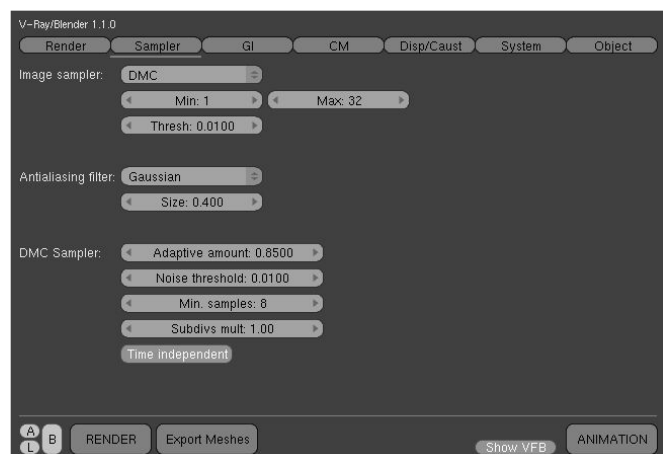 V-Ray/Blender 1.1.0
Render Sampler GI CM Disp/Caust System Object
Image sampler: DMC
Min: 1 Max: 32
Thresh: 0.0100
Antialiasing filter: Gaussian
Size: 0.400
DMC Sampler: Adaptive amount: 0.8500
Noise threshold: 0.0100
Min. samples: 8
Subdivs mult: 1.00
Time independent
A
L B RENDER Export Meshes Show VFB ANIMATION